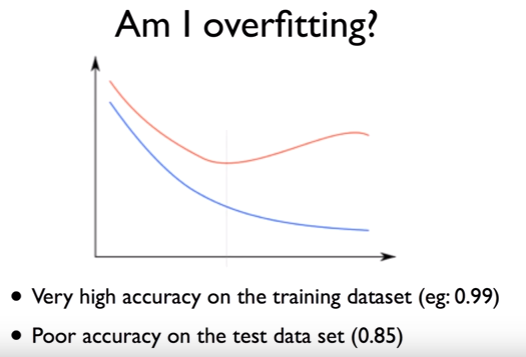 Am I overfitting?
• Very high accuracy on the training dataset (eg: 0.99)
• Poor accuracy on the test data set (0.85)